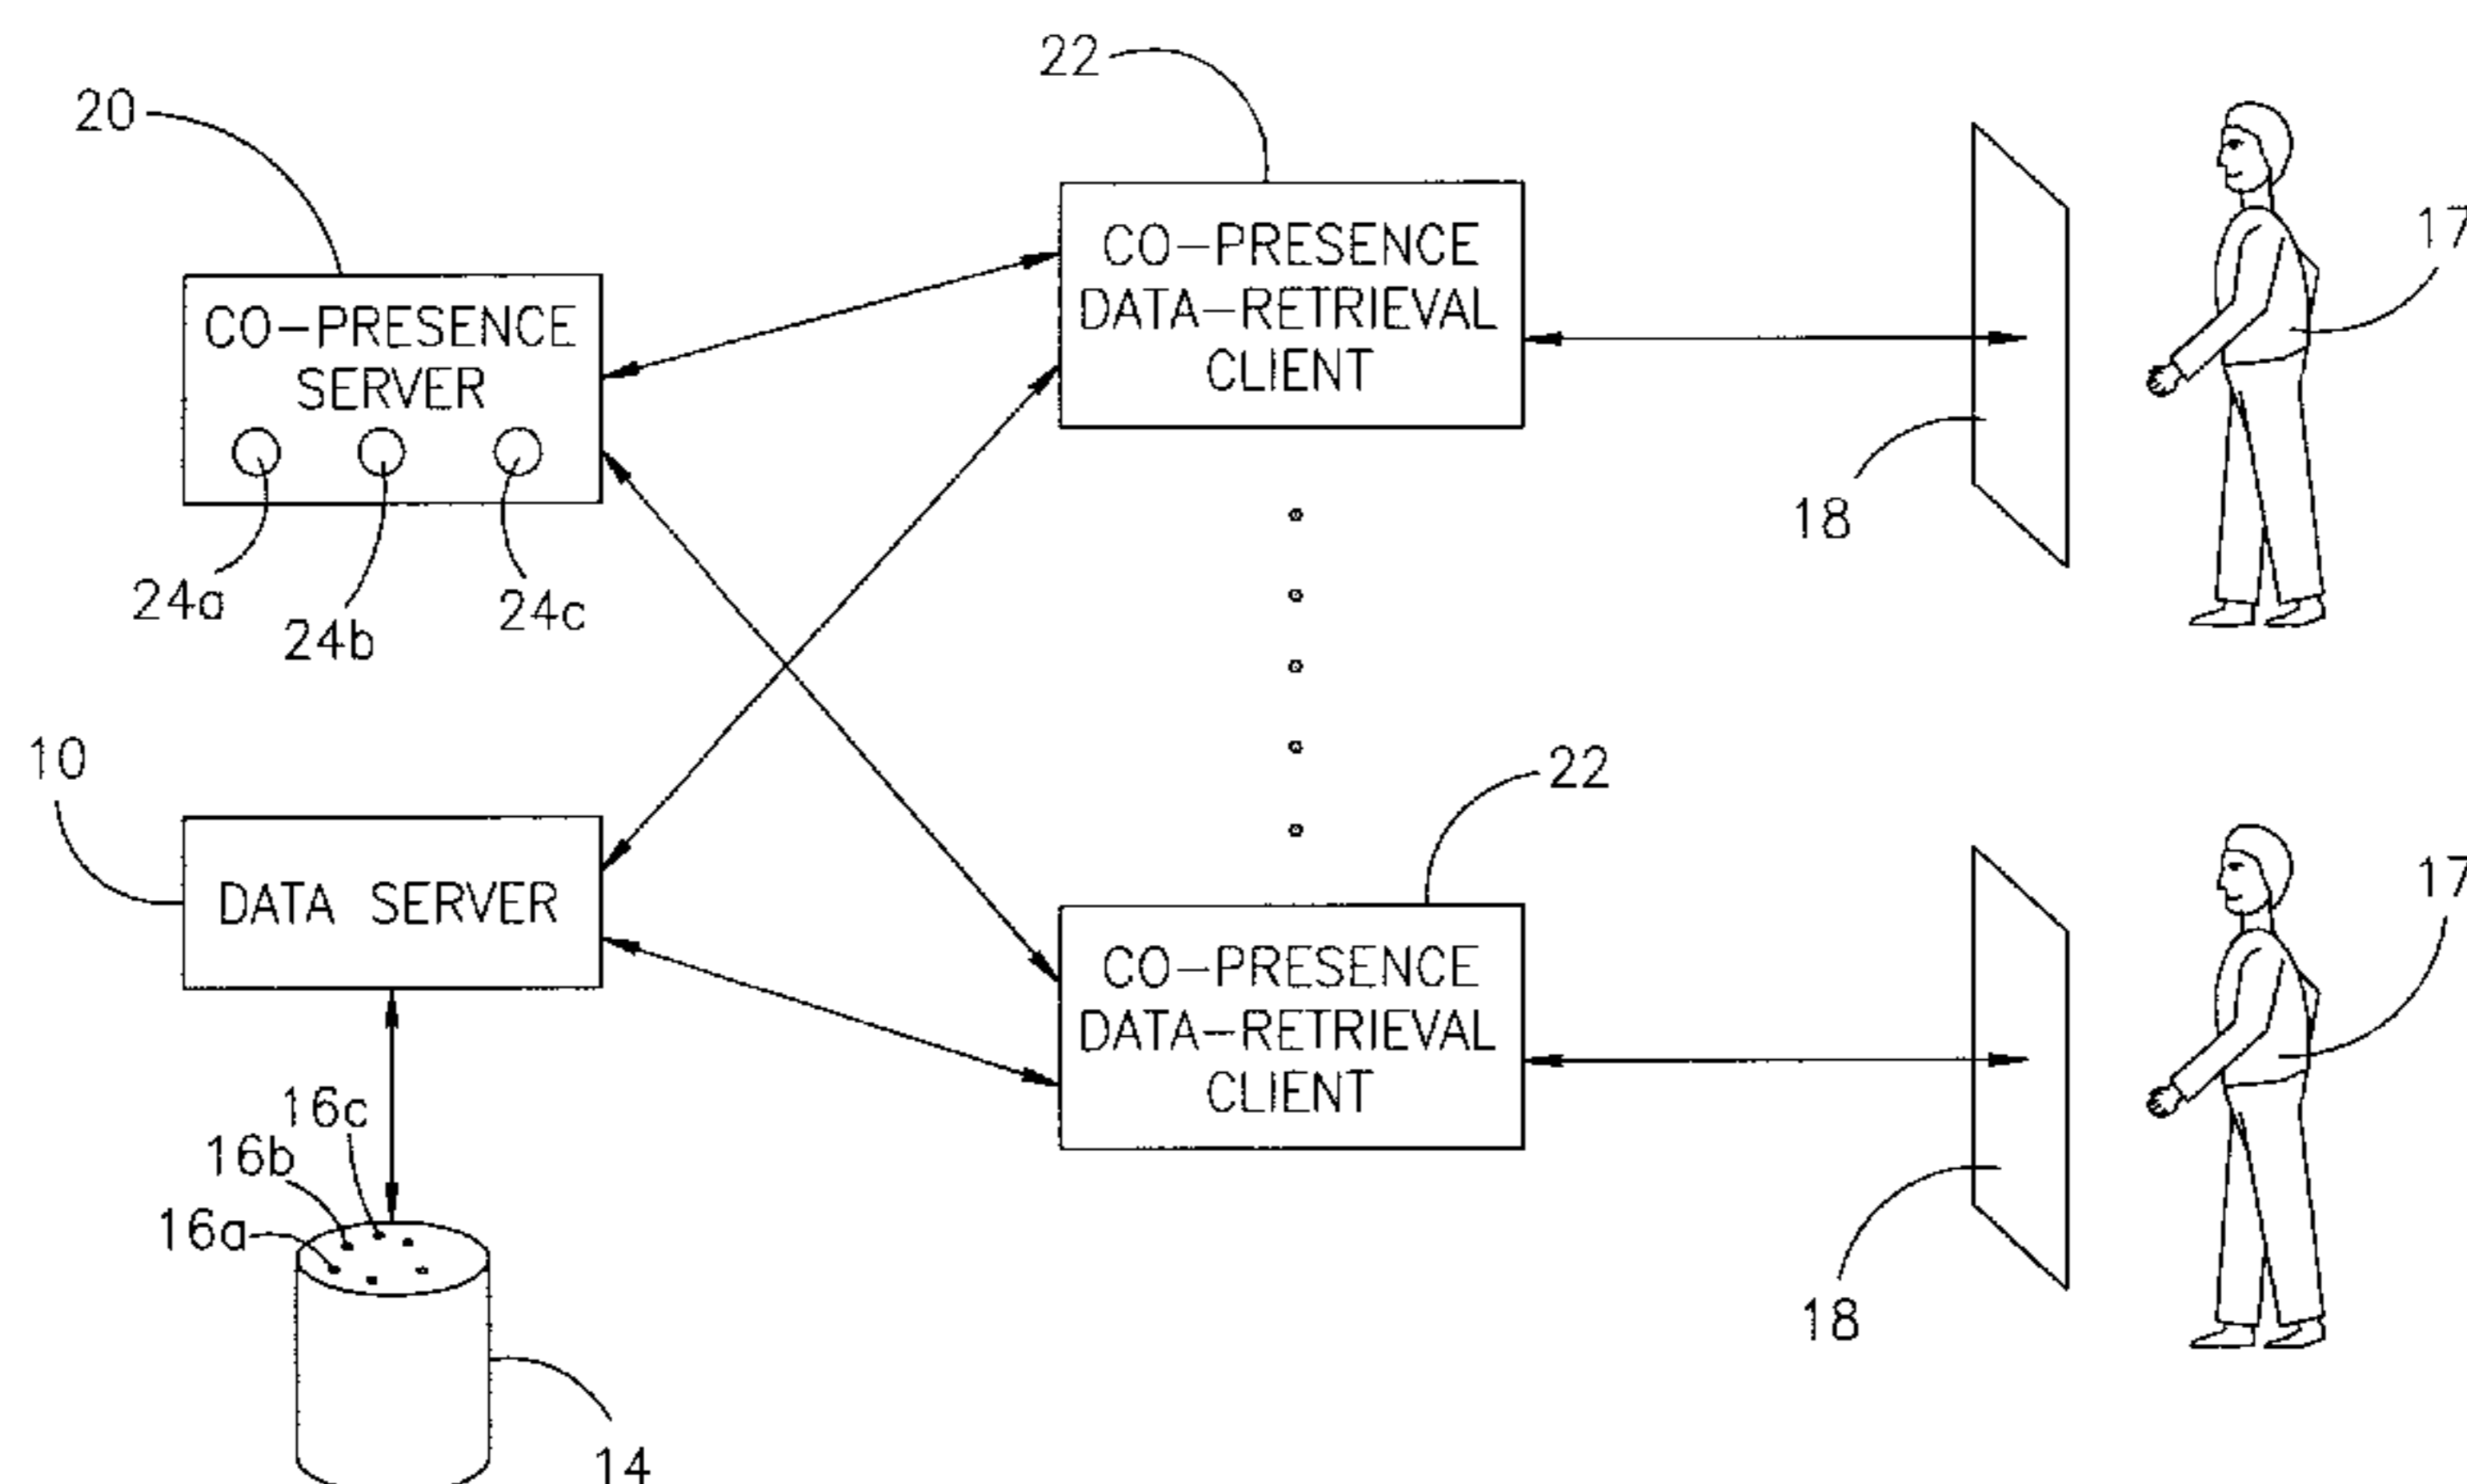 22
20
CO-PRESENCE
DATA-RETRIEVAL
CLIENT
17
CO-PRESENCE
SERVER
18
24a
24b
24c
10
22
DATA SERVER
17
CO-PRESENCE
DATA-RETRIEVAL
CLIENT
16c
16b
16a
18
14